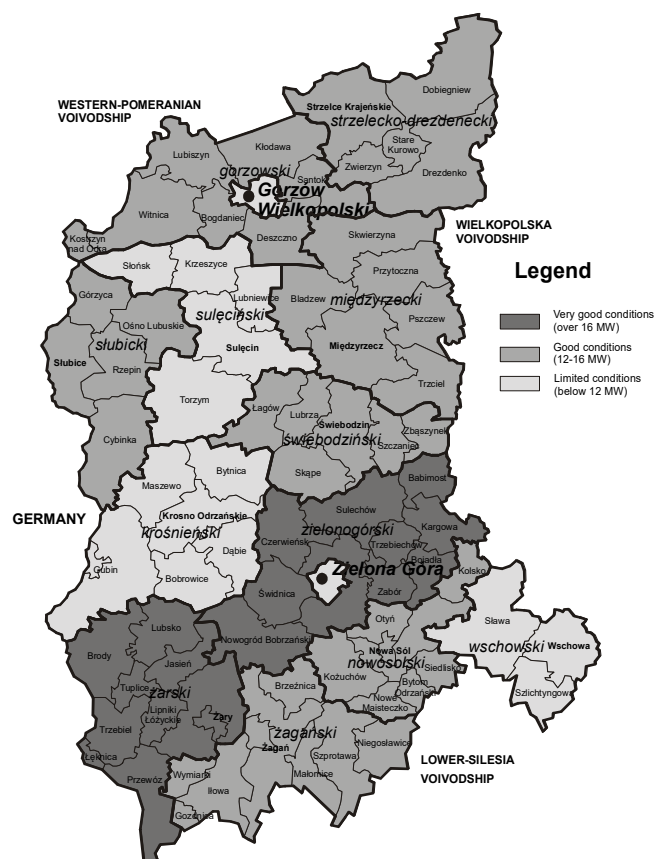 WESTERN-POMERANIAN
VOIVODSHIP
Dobiegniew
Strzelce Krajeńskie
strzelecko-drezdenecki
Kłodawa
Stare
Kurowo
Lubiszyn
gorzowski
Santok
Zwierzyn
Drezdenko
Gorzów
Wielkopolski
Witnica
Bogdaniec
WIELKOPOLSKA
VOIVODSHIP
Kostrzyn
nad Odrą
Deszczno
Skwierzyna
Krzeszyce
Słońsk
Przytoczna
Legend
Górzyca
Lubniewice
Bladzew
międzyrzecki
sulęciński
Pszczew
Very good conditions
(over 16 MW)
Ośno Lubuskie
słubicki
Sulęcin
Międzyrzecz
Good conditions
(12-16 MW)
Słubice
Rzepin
Trzciel
Limited conditions
(below 12 MW)
Torzym
Łagów
Lubrza
Świebodzin
Zbąszynek
świebodziński
Szczaniec
Cybinka
Skąpe
Bytnica
Babimost
Maszewo
Sulechów
GERMANY
Krosno Odrzańskie
krośnieński
zielonogórski
Kargowa
Czerwieńsk
Trzebiechów
Dąbie
Bojadła
Gubin
Bobrowice
Zielona Góra
Kolsko
Świdnica
Zabór
Otyń
Sława
Lubsko
Nowogród Bobrzański
Nowa Sól
wschowski
Wschowa
Brody
Jasień
nowosolski
Siedlisko
Kożuchów
Bytom
Odrzański
Tuplice
żarski
Brzeźnica
Nowe
Maisteczko
Szlichtyngowa
Lipniki
Łóżyckie
Żary
Trzebiel
żagański
Niegosławice
Żagań
Szprotawa
Łęknica
LOWER-SILESIA
VOIVODSHIP
Przewóz
Wymiarki
Małomice
Iłowa
Gozdnica